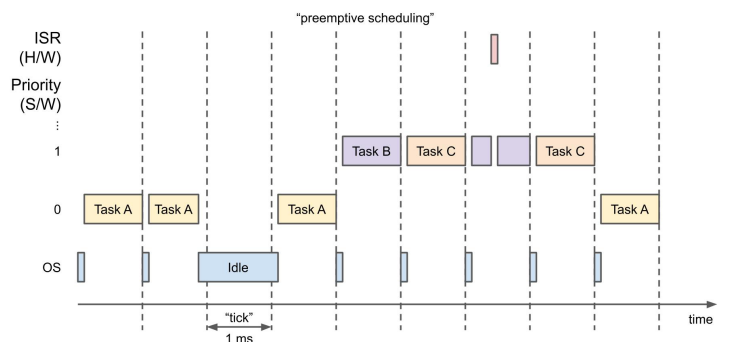 “preemptive scheduling”
ISR
(H/W)
Priority
(S/W)
⋮
1
Task B
Task C
Task C
0
Task A
Task A
Task A
Task A
OS
Idle
time
“tick”
1 ms